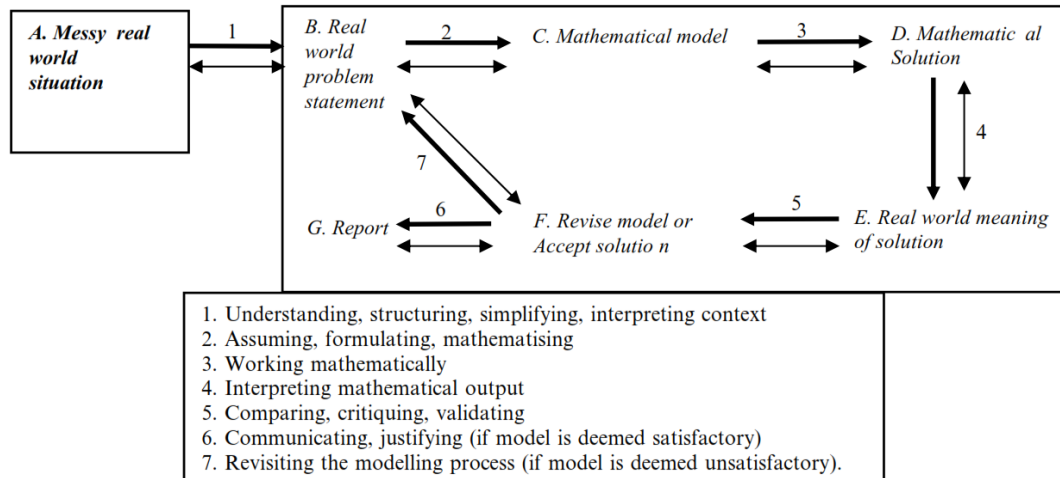 A. Messy real
world
situation
1
B. Real
world
problem
statement
2
C. Mathematical model
3
D. Mathematic al
Solution
4
7
G. Report
6
F. Revise model or
Accept solutio n
5
E. Real world meaning
of solution
1. Understanding, structuring, simplifying, interpreting context
2. Assuming, formulating, mathematising
3. Working mathematically
4. Interpreting mathematical output
5. Comparing, critiquing, validating
6. Communicating, justifying (if model is deemed satisfactory)
7. Revisiting the modelling process (if model is deemed unsatisfactory).